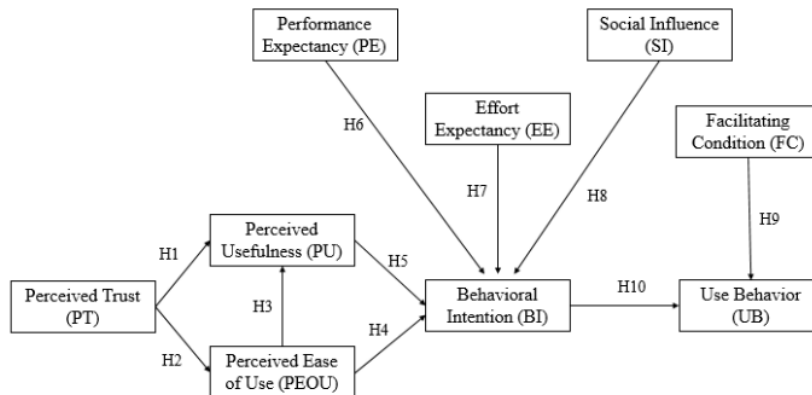 Performance
Expectancy (PE)
Social Influence
(SI)
Effort
Expectancy (EE)
Facilitating
Condition (FC)
H6
H7
H8
H9
Perceived
Usefulness (PU)
H1
H5
Perceived Trust
(PT)
H3
Behavioral
Intention (BI)
H10
Use Behavior
(UB)
H4
H2
Perceived Ease
of Use (PEOU)